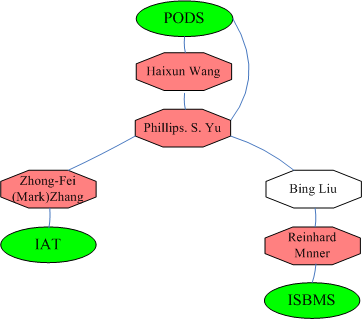 PODS
Haixun Wang
Phillips. S. Yu
Zhong-Fei
(Mark)Zhang
Bing Liu
IAT
Reinhard
Mnner
ISBMS